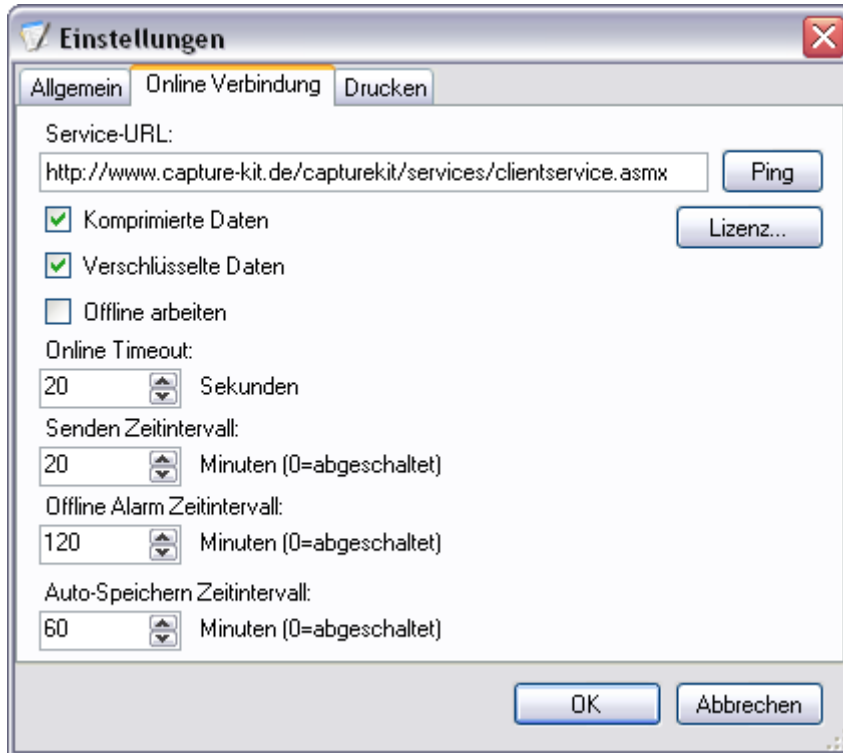 Einstellungen
Allgemein Online Verbindung Drucken
Service-URL:
http://www.capture-kit.de/capturekit/services/clientservice.asmx Ping
Komprimierte Daten Lizenz...
Verschlüsselte Daten
Offline arbeiten
Online Timeout:
20 Sekunden
Senden Zeitintervall:
20 Minuten (0=abgeschaltet)
Offline Alarm Zeitintervall:
120 Minuten (0=abgeschaltet)
Auto-Speichern Zeitintervall:
60 Minuten (0=abgeschaltet)
OK Abbrechen